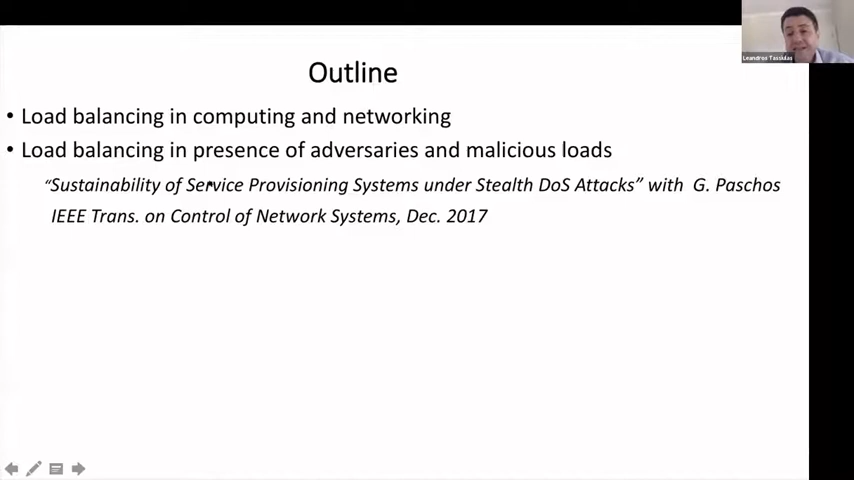 Leandros Tassiulas
Outline
• Load balancing in computing and networking
• Load balancing in presence of adversaries and malicious loads
“Sustainability of Service Provisioning Systems under Stealth DoS Attacks” with G. Paschos
IEEE Trans. on Control of Network Systems, Dec. 2017